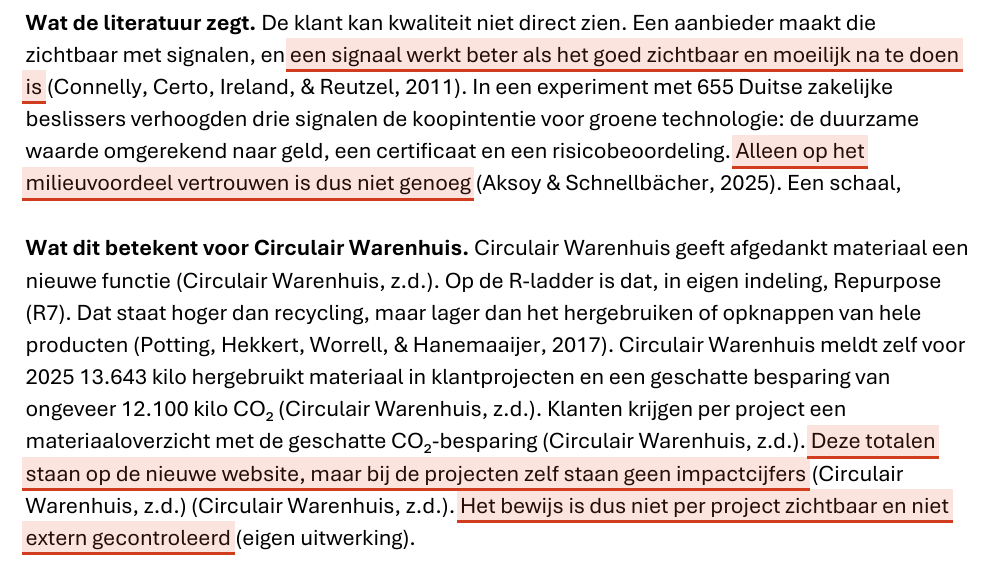 Wat de literatuur zegt. De klant kan kwaliteit niet direct zien. Een aanbieder maakt die
zichtbaar met signalen, en een signaal werkt beter als het goed zichtbaar en moeilijk na te doen
is (Connelly, Certo, Ireland, & Reutzel, 2011). In een experiment met 655 Duitse zakelijke
beslissers verhoogden drie signalen de koopintentie voor groene technologie: de duurzame
waarde omgerekend naar geld, een certificaat en een risicobeoordeling. Alleen op het
milieuvoordeel vertrouwen is dus niet genoeg (Aksoy & Schnellbächer, 2025). Een schaal,
Wat dit betekent voor Circulair Warenhuis. Circulair Warenhuis geeft afgedankt materiaal een
nieuwe functie (Circulair Warenhuis, z.d.). Op de R-ladder is dat, in eigen indeling, Repurpose
(R7). Dat staat hoger dan recycling, maar lager dan het hergebruiken of opknappen van hele
producten (Potting, Hekkert, Worrell, & Hanemaaijer, 2017). Circulair Warenhuis meldt zelf voor
2025 13.643 kilo hergebruikt materiaal in klantprojecten en een geschatte besparing van
ongeveer 12.100 kilo CO₂ (Circulair Warenhuis, z.d.). Klanten krijgen per project een
materiaaloverzicht met de geschatte CO₂-besparing (Circulair Warenhuis, z.d.). Deze totalen
staan op de nieuwe website, maar bij de projecten zelf staan geen impactcijfers (Circulair
Warenhuis, z.d.) (Circulair Warenhuis, z.d.). Het bewijs is dus niet per project zichtbaar en niet
extern gecontroleerd (eigen uitwerking).